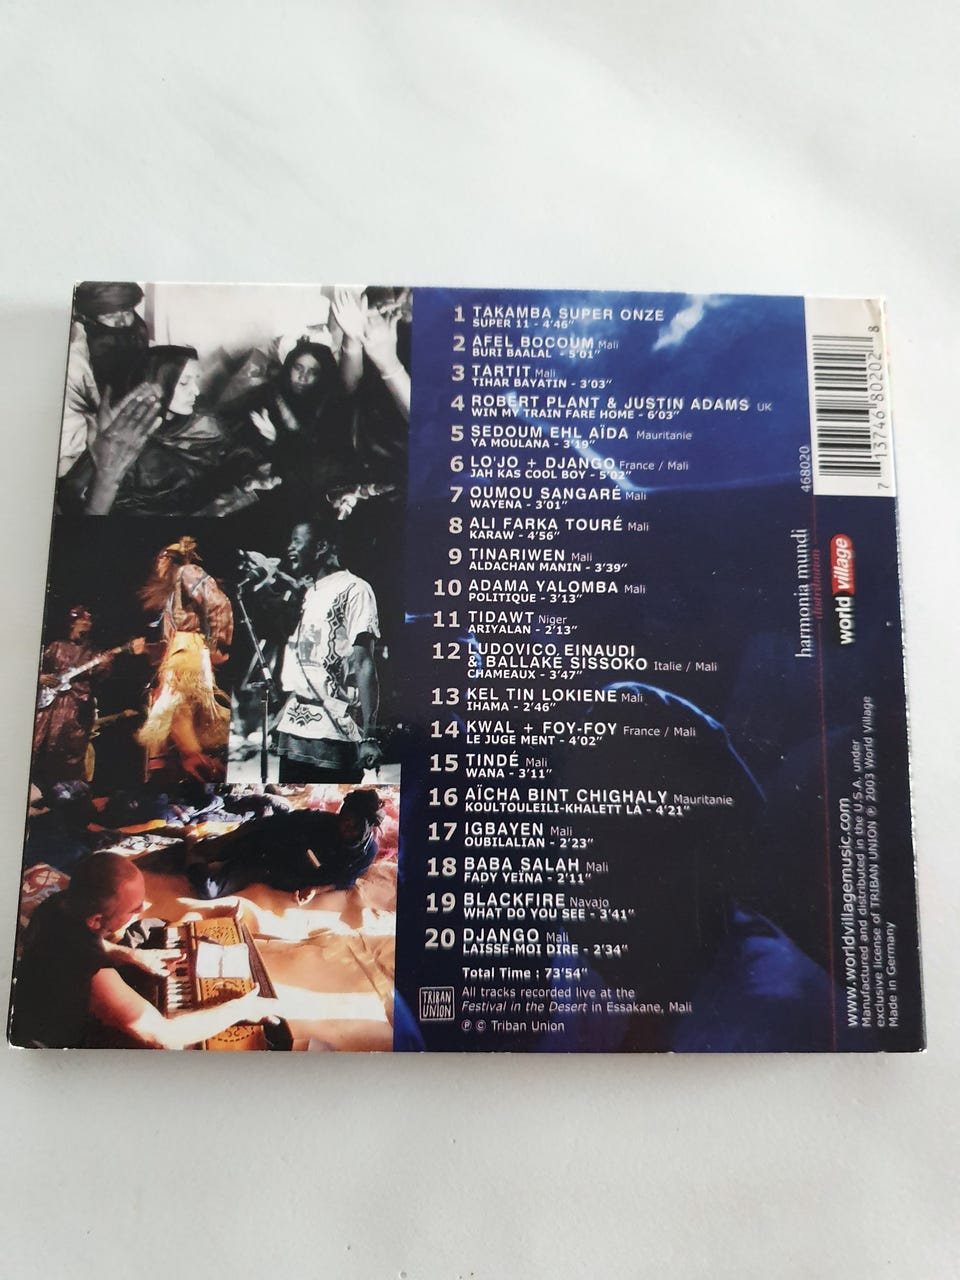 1 TAKAMBA SUPER ONZE
SUPER 11 - 4'46"
2 AFEL BOCOUM Mali
BURI BAALAL - 5'01"
3 TARTIT Mali
TIHAR BAYATIN - 3'03"
4 ROBERT PLANT & JUSTIN ADAMS UK
WIN MY TRAIN FARE HOME - 6'03"
5 SEDOUM EHL AÏDA Mauritanie
YA MOULANA - 3'19"
6 LO'JO + DJANGO France / Mali
JAH KAS COOL BOY - 5'02"
7 OUMOU SANGARÉ Mali
WAYENA - 3'01"
8 ALI FARKA TOURÉ Mali
KARAW - 4'56"
9 TINARIWEN Mali
ALDACHAN MANIN - 3'39"
10 ADAMA YALOMBA Mali
POLITIQUE - 3'13"
11 TIDAWT Niger
ARIYALAN - 2'13"
12 LUDOVICO EINAUDI
& BALLAKÉ SISSOKO Italie / Mali
CHAMEAUX - 3'47"
13 KEL TIN LOKIENE Mali
IHAMA - 2'46"
14 KWAL + FOY-FOY France / Mali
LE JUGE MENT - 4'02"
15 TINDÉ Mali
WANA - 3'11"
16 AÏCHA BINT CHIGHALY Mauritanie
KOULTOULEILI-KHALETT LA - 4'21"
17 IGBAYEN Mali
OUBILALIAN - 2'23"
18 BABA SALAH Mali
FADY YEÏNA - 2'11"
19 BLACKFIRE Navajo
WHAT DO YOU SEE - 3'41"
20 DJANGO Mali
LAISSE-MOI DIRE - 2'34"
Total Time : 73'54"
TRIBAN
UNION
All tracks recorded live at the
Festival in the Desert in Essakane, Mali
℗ © Triban Union
7 13746 80202 8
468020
harmonia mundi
distribution
world village
www.worldvillagemusic.com
Manufactured and distributed in the U.S.A. under
exclusive license of TRIBAN UNION ℗ 2003 World Village
Made in Germany